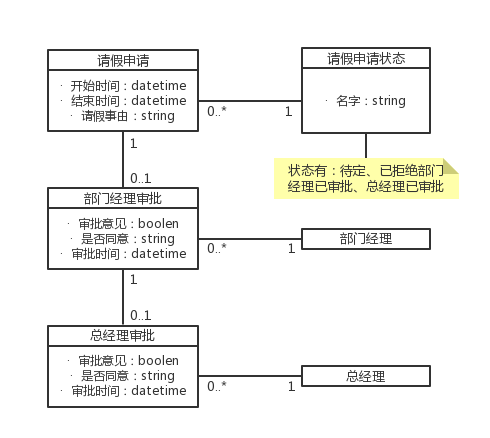 请假申请
· 开始时间：datetime
· 结束时间：datetime
· 请假事由：string
请假申请状态
· 名字：string
0..*
1
1
0..1
状态有：待定、已拒绝部门
经理已审批、总经理已审批
部门经理审批
· 审批意见：boolen
· 是否同意：string
· 审批时间：datetime
部门经理
0..*
1
1
0..1
总经理审批
· 审批意见：boolen
· 是否同意：string
· 审批时间：datetime
总经理
0..*
1